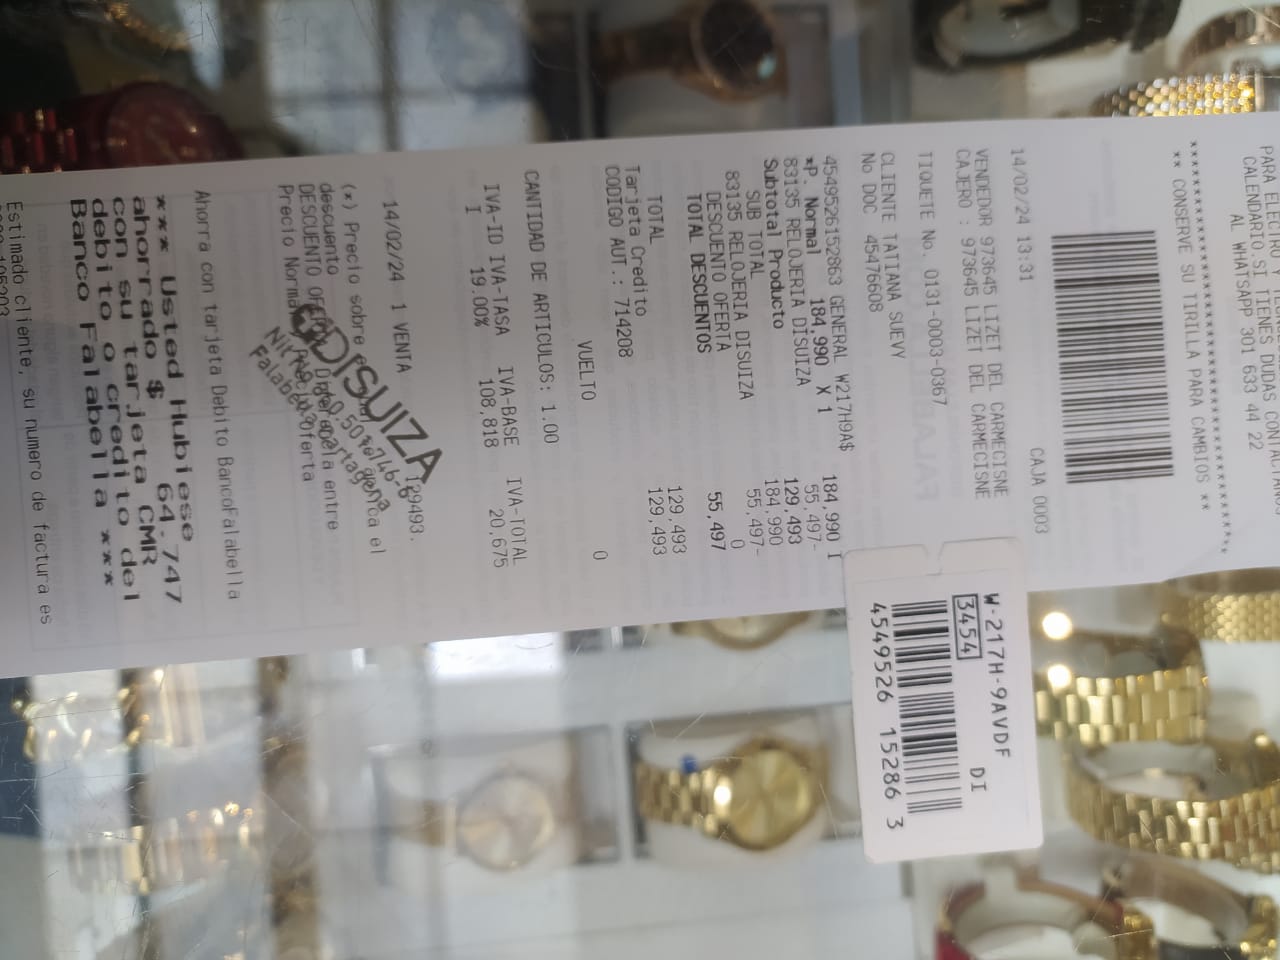 AL WHATSAPP 301 633 44 22
CALENDARIO.SI TIENES DUDAS
** CONSERVE SU TIRILLA PARA CAMBIOS **
14/02/24 13:31 CAJA 0003
VENDEDOR 973645 LIZET DEL CARMECISNE
CAJERO : 973645 LIZET DEL CARMECISNE
TIQUETE No. 0131-0003-0367
CLIENTE TATIANA SUEVY
No DOC 45476608
4549526152863 GENERAL W217H9A$ 184,990 I
*P. Normal 184,990 X 1
83135 RELOJERIA DISUIZA 55,497-
Subtotal Producto 129,493
SUB TOTAL 184,990
83135 RELOJERIA DISUIZA 55,497-
DESCUENTO OFERTA 0
TOTAL DESCUENTOS 55,497
TOTAL 129,493
Tarjeta Credito 129,493
CODIGO AUT.: 714208
VUELTO 0
CANTIDAD DE ARTICULOS: 1.00
IVA-ID IVA-TASA IVA-BASE IVA-TOTAL
I 19.00% 108,818 20,675
14/02/24 1 VENTA 129493.
(*) Precio sobre el
descuento
DESCUENTO entre
Precio Normal Oferta
DISUIZA
Ahorra con tarjeta Debito BancoFalabella
*** Usted Hubiese
ahorrado $ 64.747
con su tarjeta CMR
debito o credito del
Banco Falabella ***
Estimado cliente, su numero de factura es
W-217H-9AVDF
3454 DI
4549526 15286 3